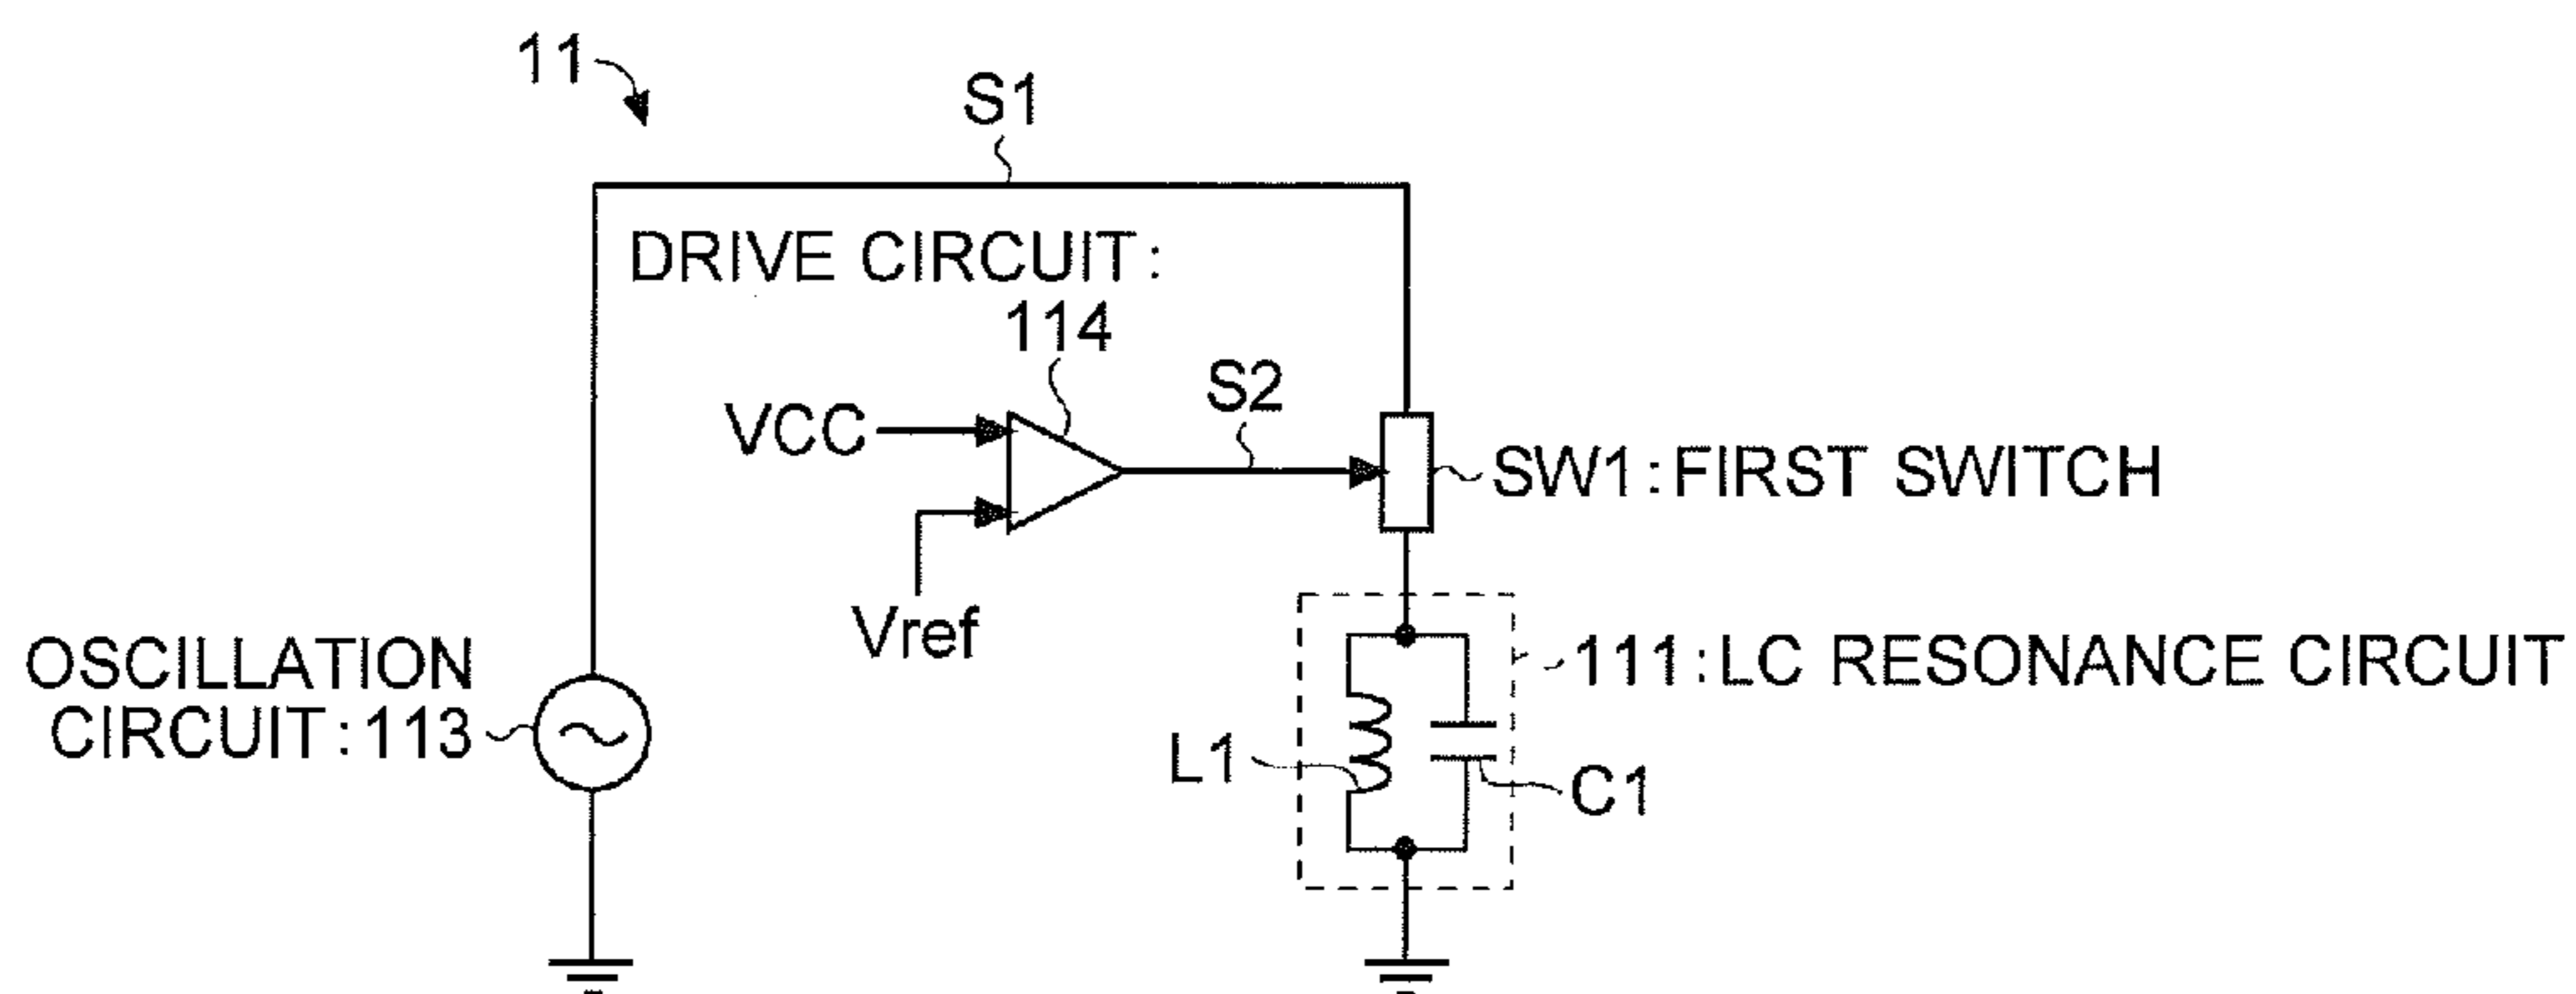 11
S1
DRIVE CIRCUIT:
114
VCC
S2
SW1:FIRST SWITCH
Vref
OSCILLATION
CIRCUIT:113
111:LC RESONANCE CIRCUIT
L1
C1